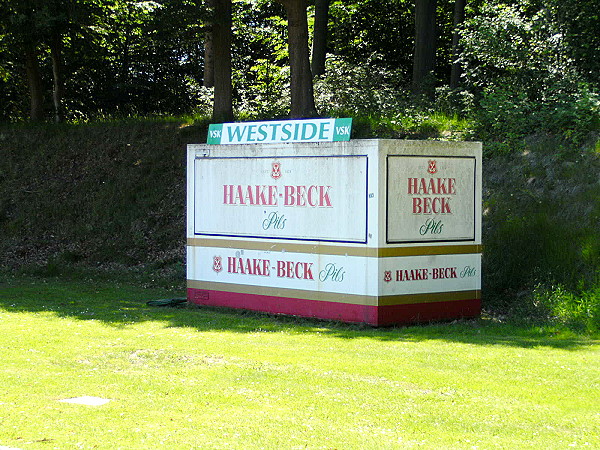 VSK WESTSIDE VSK
HAAKE-BECK
Pils
HAAKE
BECK
Pils
HAAKE-BECK Pils
HAAKE-BECK Pils